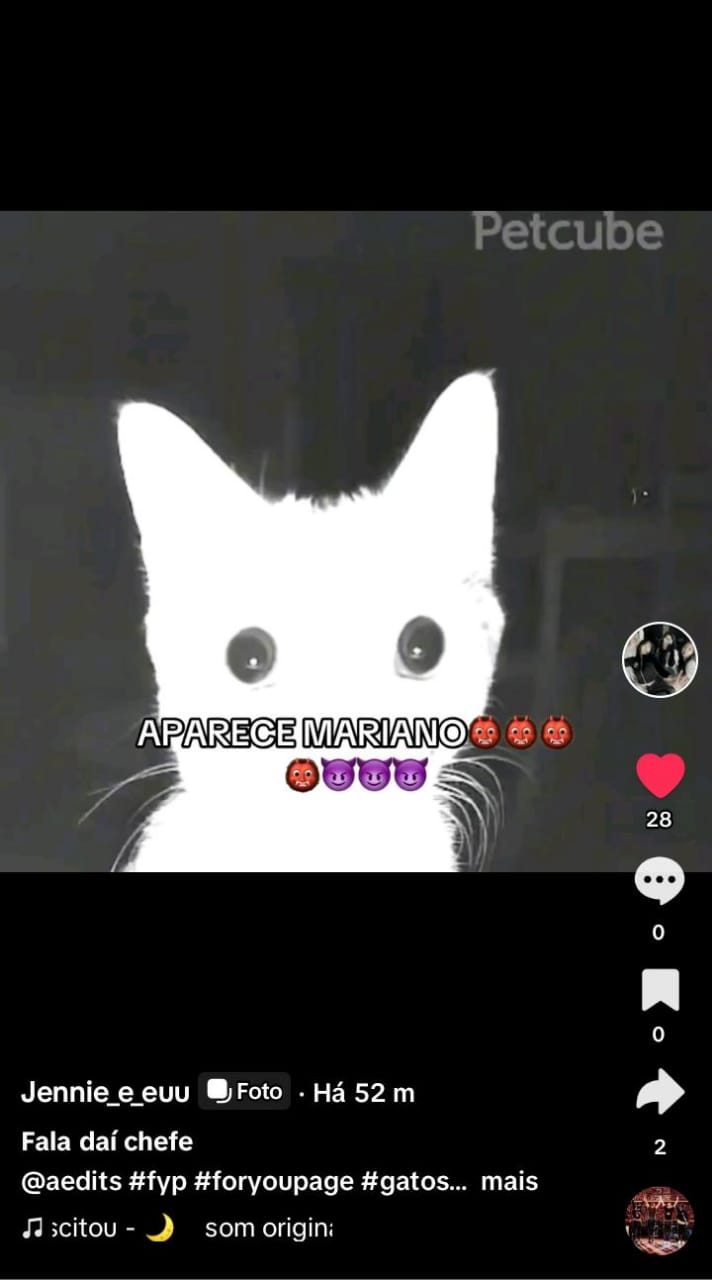 Petcube
APARECE MARIANO👹👹👹
👹😈😈😈
28
0
0
2
Jennie_e_euu Foto · Há 52 m
Fala daí chefe
@aedits #fyp #foryoupage #gatos... mais
scitou - 🌙 som origin